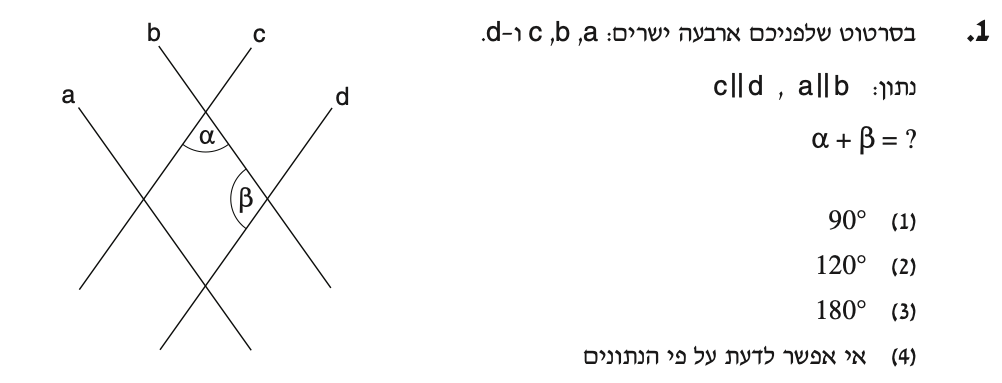 1. בסרטוט שלפניכם ארבעה ישרים: c ,b ,a ו-d.
נתון: c||d , a||b
α + β = ?
(1) 90°
(2) 120°
(3) 180°
(4) אי אפשר לדעת על פי הנתונים
b
c
a
d
α
β